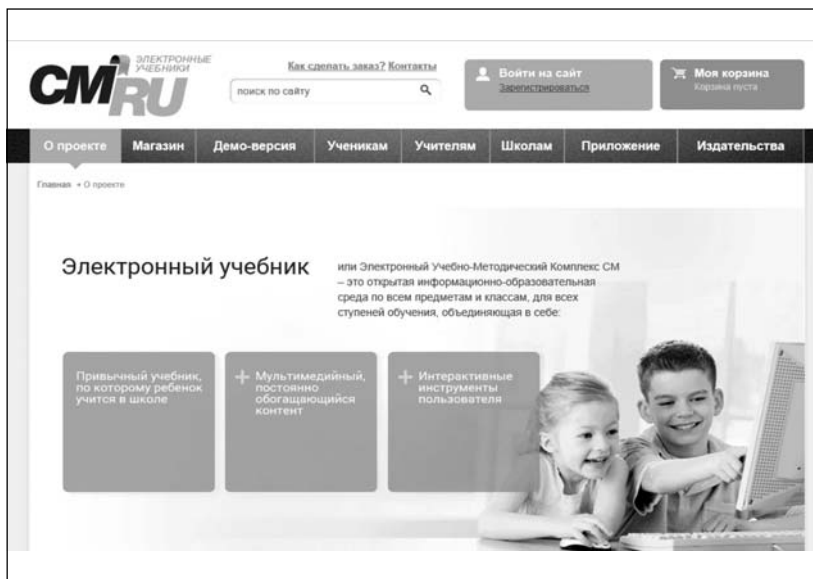 ЭЛЕКТРОННЫЕ
УЧЕБНИКИ
CMRU
Как сделать заказ? Контакты
поиск по сайту
Войти на сайт
Зарегистрироваться
Моя корзина
Корзина пуста
О проекте Магазин Демо-версия Ученикам Учителям Школам Приложение Издательства
Главная • О проекте
Электронный учебник
или Электронный Учебно-Методический Комплекс СМ
– это открытая информационно-образовательная
среда по всем предметам и классам, для всех
ступеней обучения, объединяющая в себе:
Привычный учебник,
по которому ребенок
учится в школе
+ Мультимедийный,
постоянно
обогащающийся
контент
+ Интерактивные
инструменты
пользователя